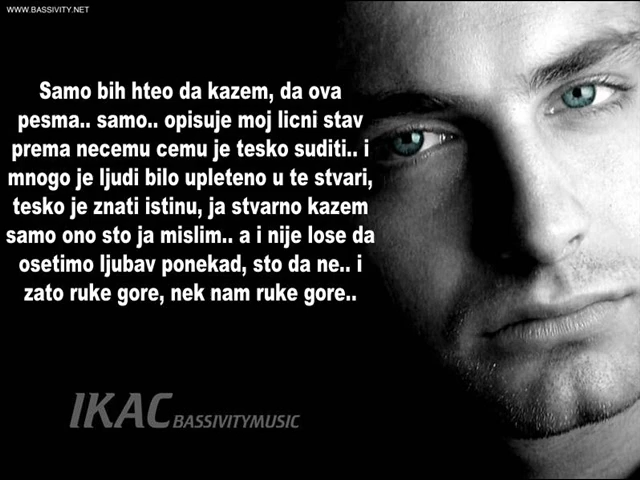 WWW.BASSIVITY.NET
Samo bih hteo da kazem, da ova
pesma.. samo.. opisuje moj licni stav
prema necemu cemu je tesko suditi.. i
mnogo je ljudi bilo upleteno u te stvari,
tesko je znati istinu, ja stvarno kazem
samo ono sto ja mislim.. a i nije lose da
osetimo ljubav ponekad, sto da ne.. i
zato ruke gore, nek nam ruke gore..
IKAC BASSIVITYMUSIC